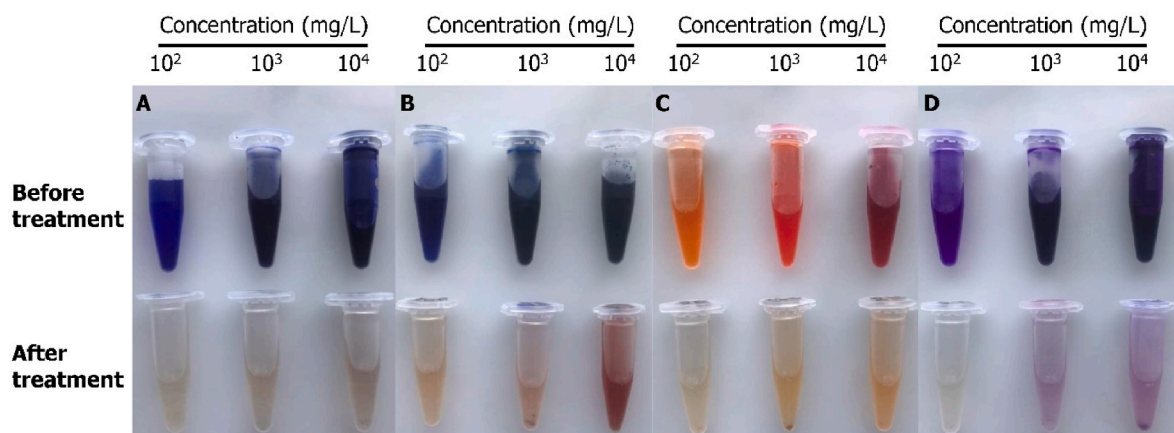 Concentration (mg/L) Concentration (mg/L) Concentration (mg/L) Concentration (mg/L)
10² 10³ 10⁴ 10² 10³ 10⁴ 10² 10³ 10⁴ 10² 10³ 10⁴
A B C D
Before
treatment
After
treatment